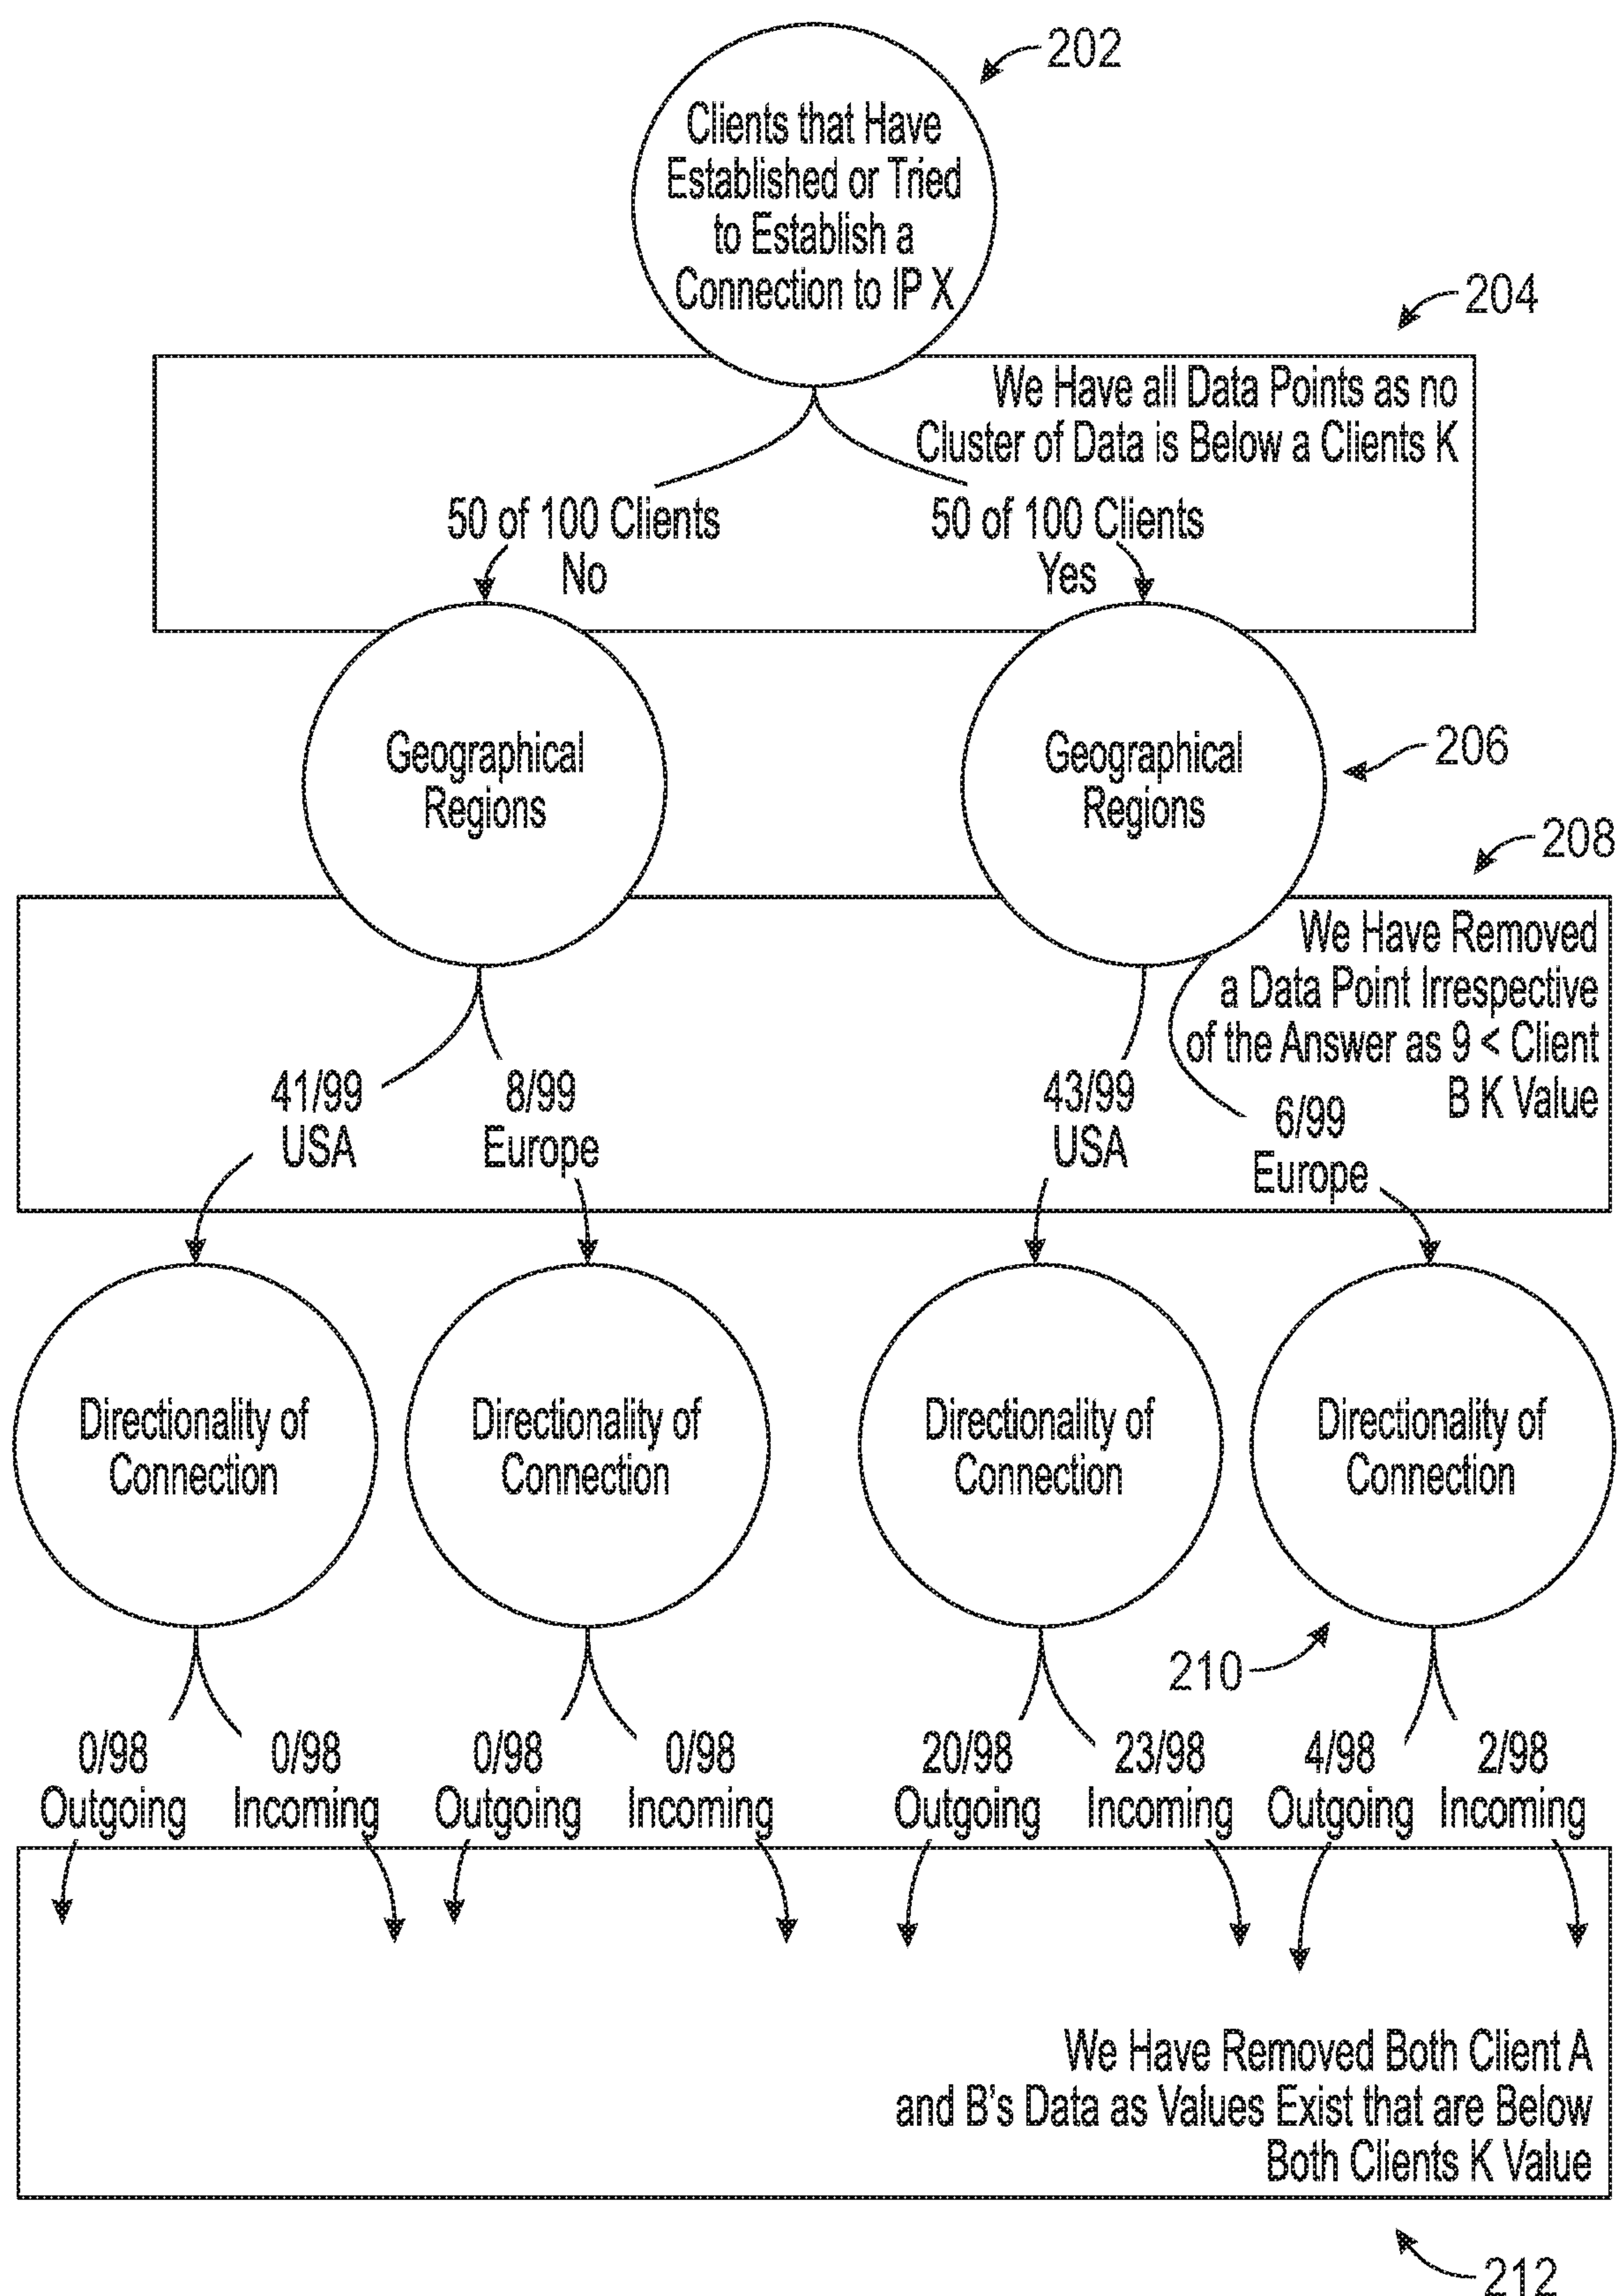 202
Clients that Have
Established or Tried
to Establish a
Connection to IP X
204
We Have all Data Points as no
Cluster of Data is Below a Clients K
50 of 100 Clients
No
50 of 100 Clients
Yes
Geographical
Regions
Geographical
Regions
206
208
We Have Removed
a Data Point Irrespective
of the Answer as 9 < Client
B K Value
41/99
USA
8/99
Europe
43/99
USA
6/99
Europe
Directionality of
Connection
Directionality of
Connection
Directionality of
Connection
Directionality of
Connection
210
0/98
Outgoing
0/98
Incoming
0/98
Outgoing
0/98
Incoming
20/98
Outgoing
23/98
Incoming
4/98
Outgoing
2/98
Incoming
We Have Removed Both Client A
and B's Data as Values Exist that are Below
Both Clients K Value
212